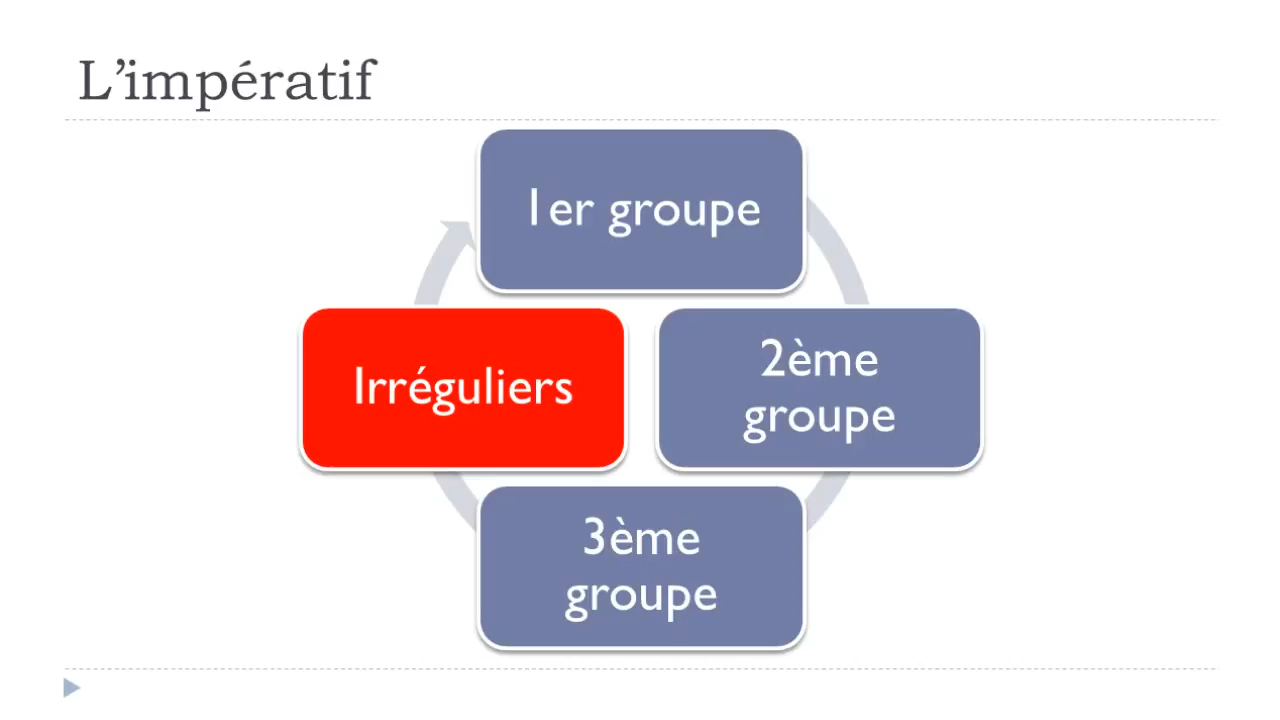 L’impératif
1er groupe
Irréguliers
2ème
groupe
3ème
groupe